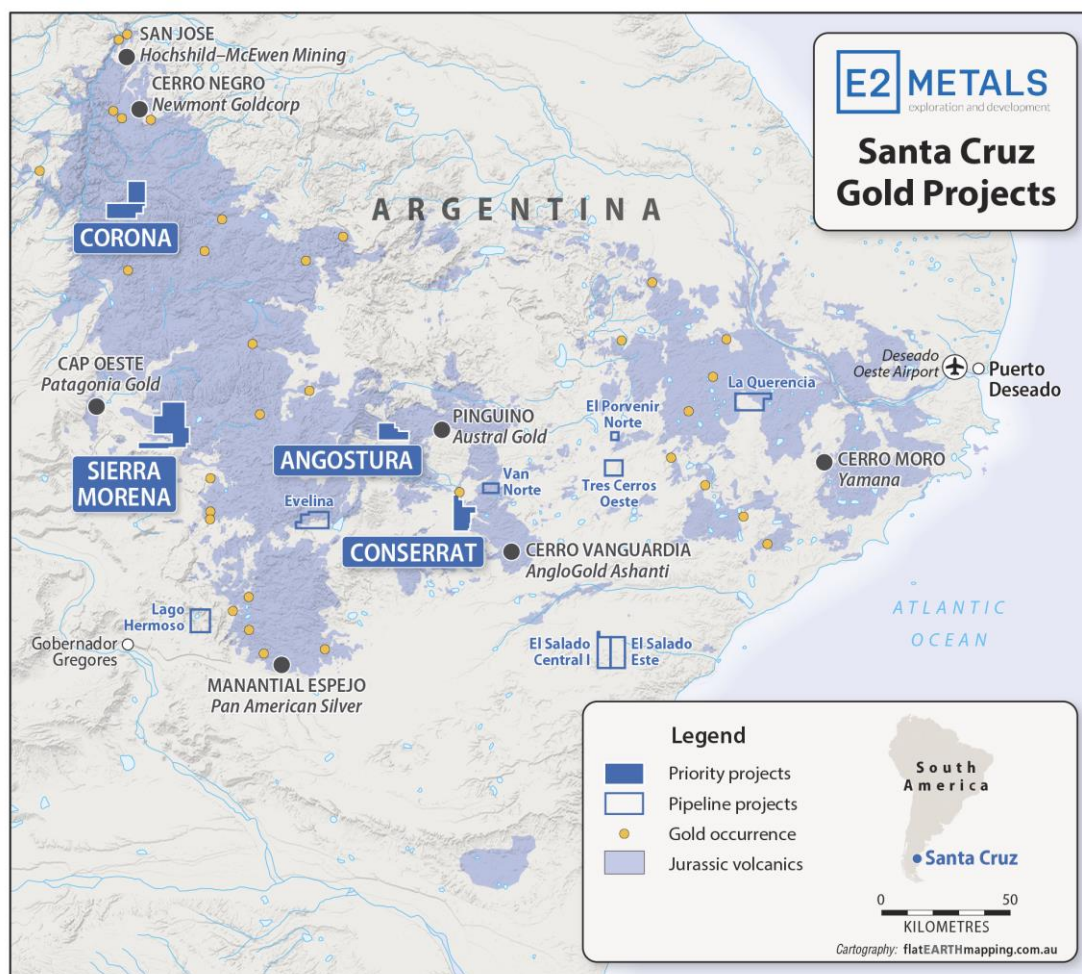 SAN JOSE
Hochshild–McEwen Mining
CERRO NEGRO
Newmont Goldcorp
E2 METALS
exploration and development
Santa Cruz
Gold Projects
ARGENTINA
CORONA
CAP OESTE
Patagonia Gold
SIERRA
MORENA
ANGOSTURA
PINGUINO
Austral Gold
El Porvenir
Norte
La Querencia
Deseado
Oeste Airport
Puerto
Deseado
Evelina
Van
Norte
Tres Cerros
Oeste
CERRO MORO
Yamana
CONSERRAT
CERRO VANGUARDIA
AngloGold Ashanti
Lago
Hermoso
Gobernador
Gregores
MANANTIAL ESPEJO
Pan American Silver
El Salado
Central I
El Salado
Este
ATLANTIC
OCEAN
Legend
Priority projects
Pipeline projects
Gold occurrence
Jurassic volcanics
South
America
Santa Cruz
0 50
KILOMETRES
Cartography: flatEARTHmapping.com.au